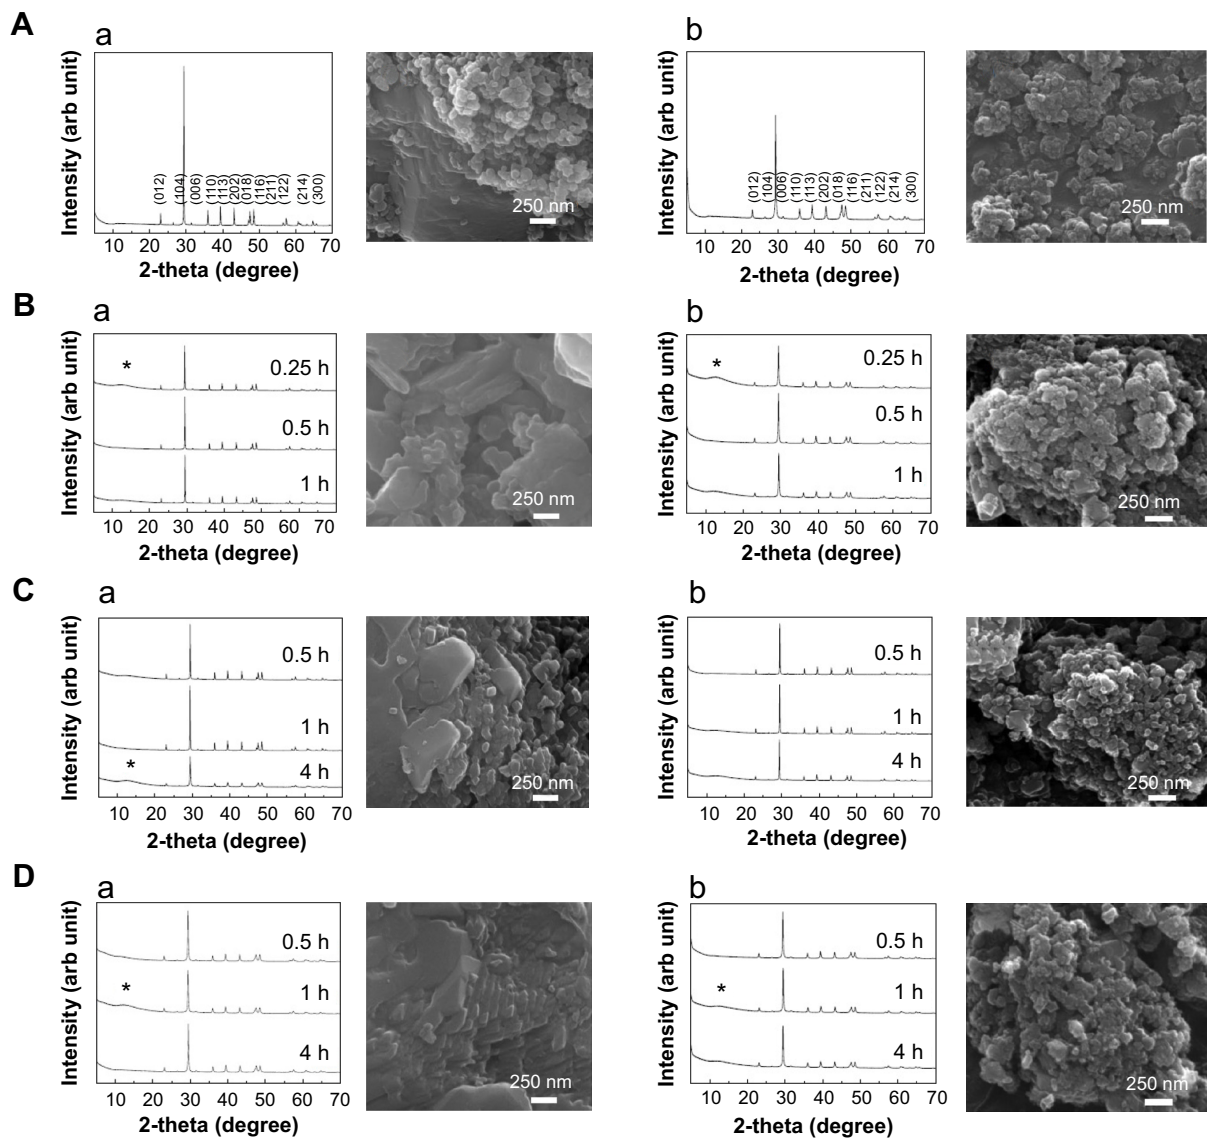 A
a
b
Intensity (arb unit)
(012)
(104)
(006)
(110)
(113)
(202)
(018)
(116)
(211)
(122)
(214)
(300)
10 20 30 40 50 60 70
2-theta (degree)
250 nm
Intensity (arb unit)
(012)
(104)
(006)
(110)
(113)
(202)
(018)
(116)
(211)
(122)
(214)
(300)
10 20 30 40 50 60 70
2-theta (degree)
250 nm
B
a
b
Intensity (arb unit)
*
0.25 h
0.5 h
1 h
10 20 30 40 50 60 70
2-theta (degree)
250 nm
Intensity (arb unit)
*
0.25 h
0.5 h
1 h
10 20 30 40 50 60 70
2-theta (degree)
250 nm
C
a
b
Intensity (arb unit)
0.5 h
1 h
*
4 h
10 20 30 40 50 60 70
2-theta (degree)
250 nm
Intensity (arb unit)
0.5 h
1 h
4 h
10 20 30 40 50 60 70
2-theta (degree)
250 nm
D
a
b
Intensity (arb unit)
0.5 h
*
1 h
4 h
10 20 30 40 50 60 70
2-theta (degree)
250 nm
Intensity (arb unit)
0.5 h
*
1 h
4 h
10 20 30 40 50 60 70
2-theta (degree)
250 nm